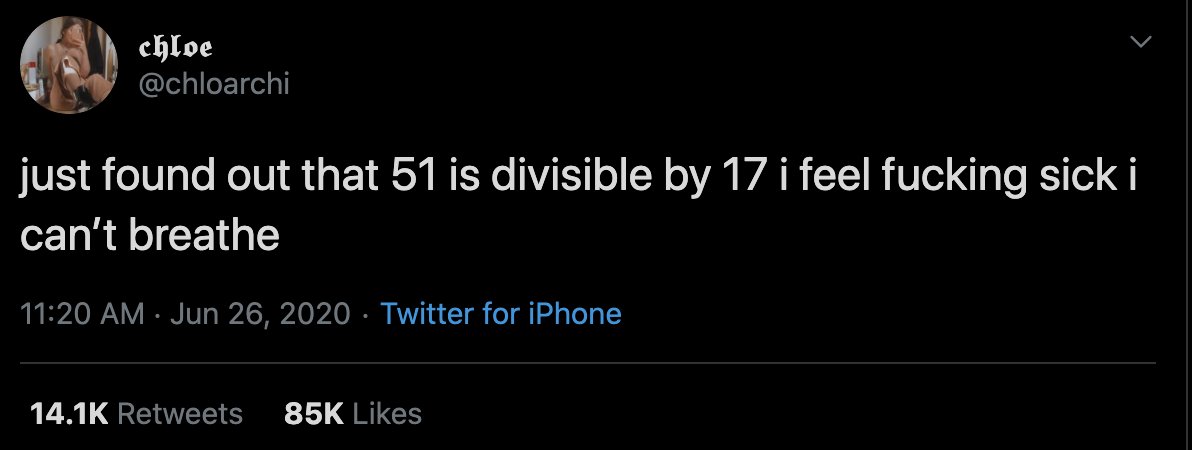 𝖈𝖍𝖑𝖔𝖊
@chloarchi
just found out that 51 is divisible by 17 i feel fucking sick i
can’t breathe
11:20 AM · Jun 26, 2020 · Twitter for iPhone
14.1K Retweets 85K Likes